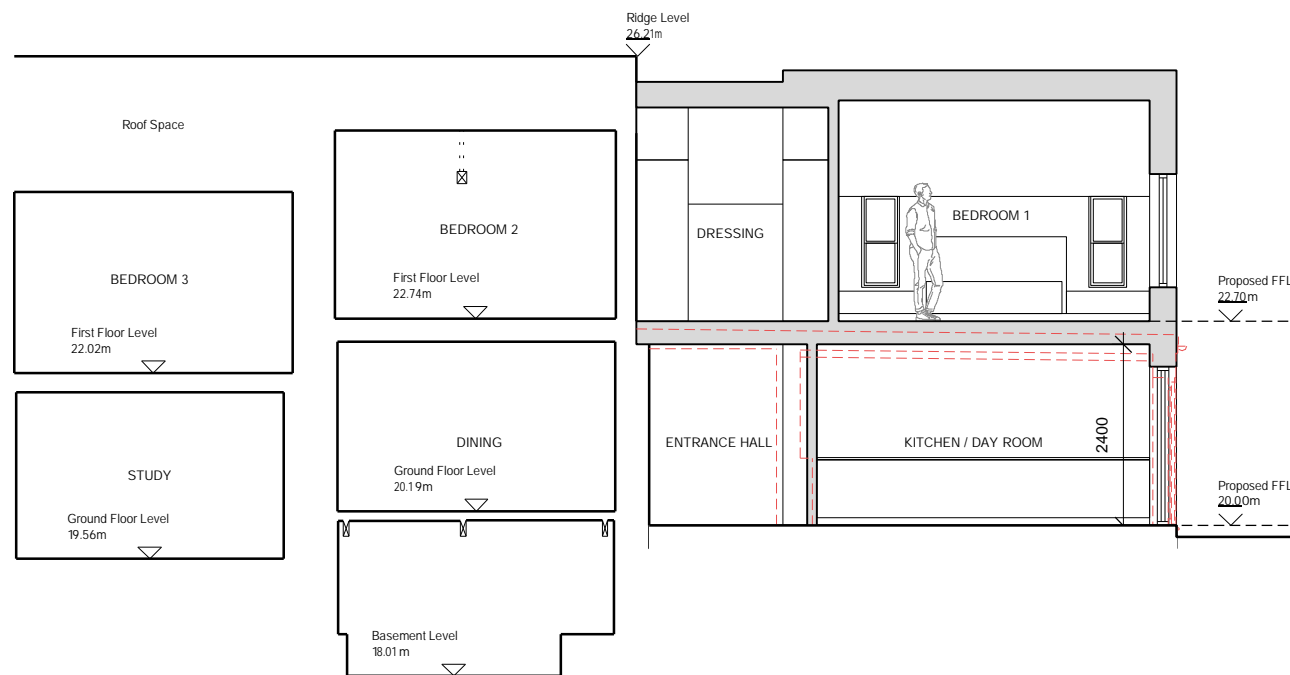 Ridge Level
26.21m
Roof Space
BEDROOM 3
First Floor Level
22.02m
STUDY
Ground Floor Level
19.56m
BEDROOM 2
First Floor Level
22.74m
DINING
Ground Floor Level
20.19m
Basement Level
18.01m
DRESSING
BEDROOM 1
ENTRANCE HALL
KITCHEN / DAY ROOM
2400
Proposed FFL
22.70m
Proposed FFL
20.00m